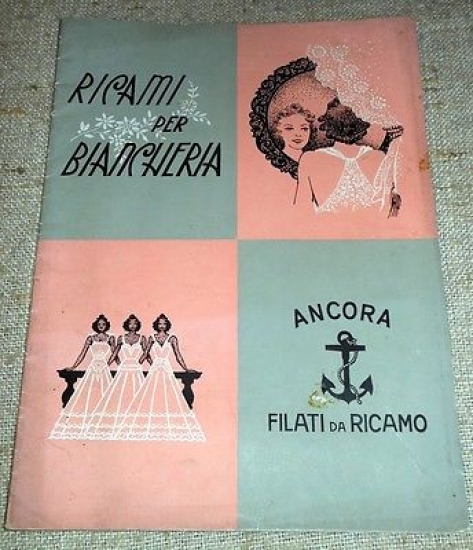 RICAMI
PER
BIANCHERIA
ANCORA
FILATI DA RICAMO